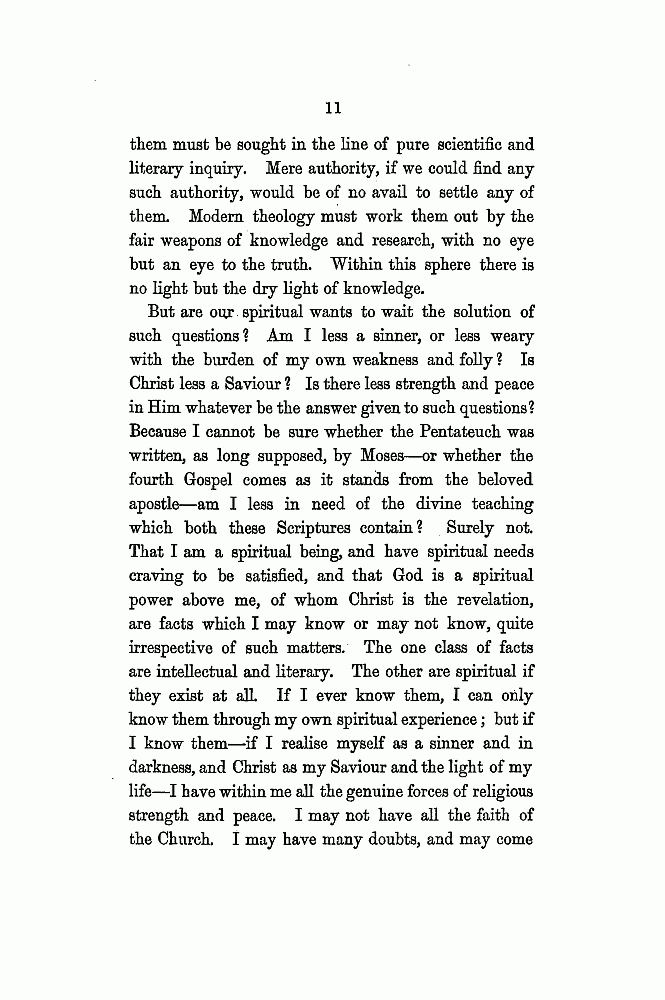 11
them must be sought in the line of pure scientific and
literary inquiry. Mere authority, if we could find any
such authority, would be of no avail to settle any of
them. Modern theology must work them out by the
fair weapons of knowledge and research, with no eye
but an eye to the truth. Within this sphere there is
no light but the dry light of knowledge.
But are our spiritual wants to wait the solution of
such questions? Am I less a sinner, or less weary
with the burden of my own weakness and folly? Is
Christ less a Saviour? Is there less strength and peace
in Him whatever be the answer given to such questions?
Because I cannot be sure whether the Pentateuch was
written, as long supposed, by Moses—or whether the
fourth Gospel comes as it stands from the beloved
apostle—am I less in need of the divine teaching
which both these Scriptures contain? Surely not.
That I am a spiritual being, and have spiritual needs
craving to be satisfied, and that God is a spiritual
power above me, of whom Christ is the revelation,
are facts which I may know or may not know, quite
irrespective of such matters. The one class of facts
are intellectual and literary. The other are spiritual if
they exist at all. If I ever know them, I can only
know them through my own spiritual experience; but if
I know them—if I realise myself as a sinner and in
darkness, and Christ as my Saviour and the light of my
life—I have within me all the genuine forces of religious
strength and peace. I may not have all the faith of
the Church. I may have many doubts, and may come